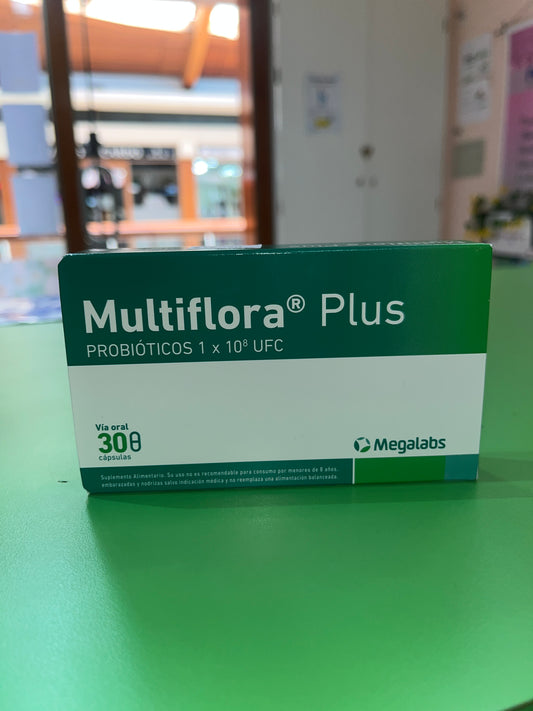 Multiflora® Plus
PROBIÓTICOS 1 x 10⁸ UFC
Vía oral
30
cápsulas
Megalabs
Suplemento Alimentario. Su uso no es recomendable para consumo por menores de 8 años,
embarazadas y nodrizas salvo indicación médica y no reemplaza una alimentación balanceada.